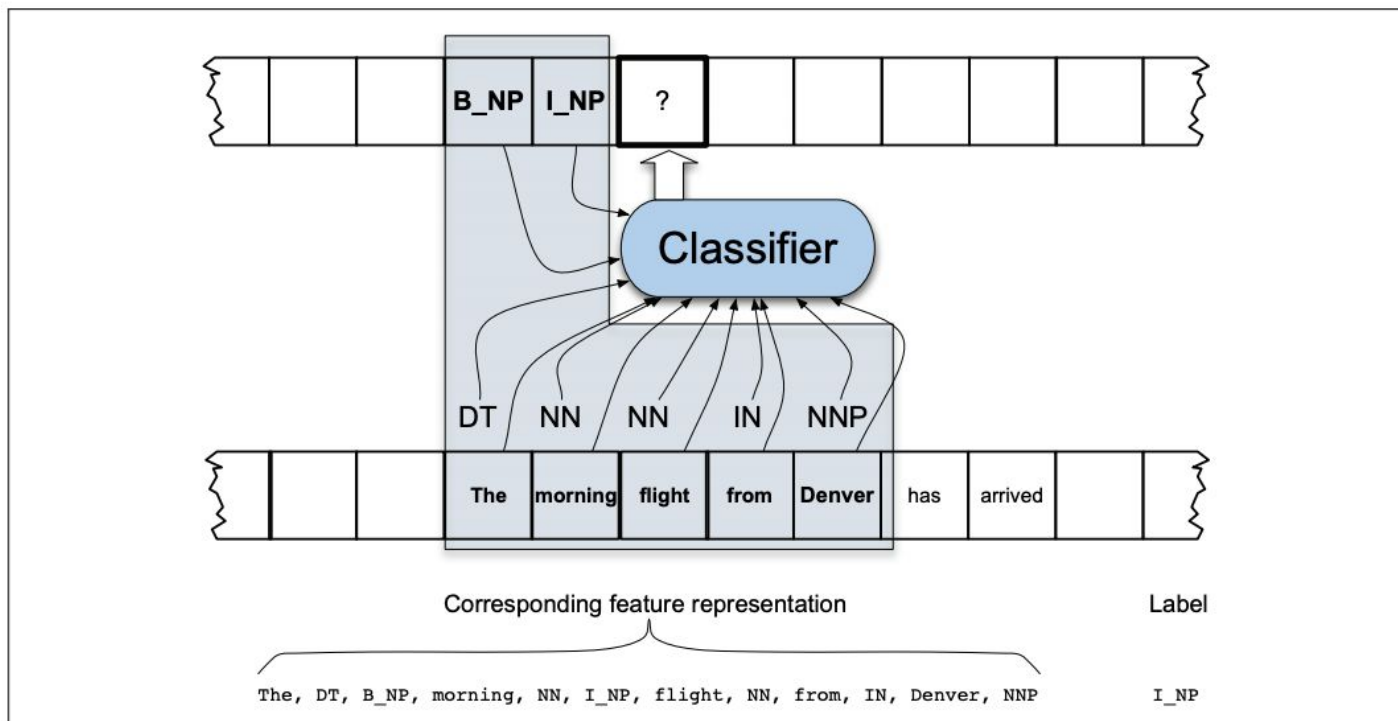 B_NP I_NP ?
Classifier
DT NN NN IN NNP
The morning flight from Denver has arrived
Corresponding feature representation Label
The, DT, B_NP, morning, NN, I_NP, flight, NN, from, IN, Denver, NNP I_NP